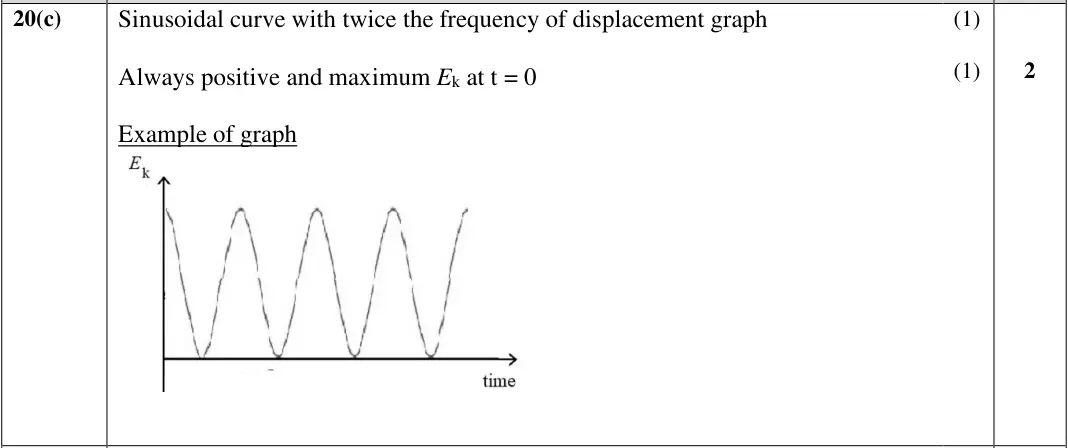 20(c) Sinusoidal curve with twice the frequency of displacement graph (1)
Always positive and maximum Ek at t = 0 (1) 2
Example of graph
Ek
time